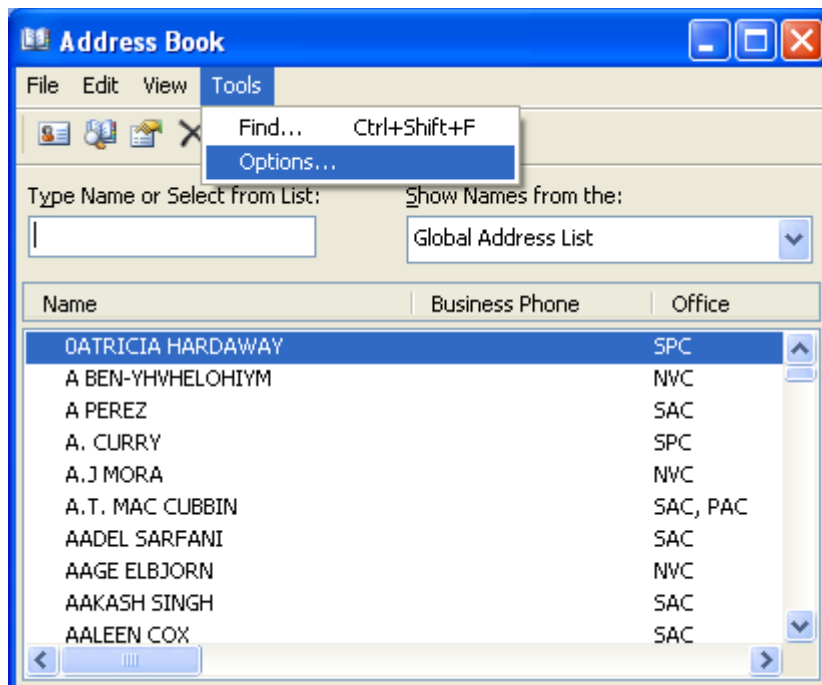 Address Book
File Edit View Tools
Find... Ctrl+Shift+F
Options...
Type Name or Select from List: Show Names from the:
Global Address List
Name Business Phone Office
0ATRICIA HARDAWAY SPC
A BEN-YHVHELOHIYM NVC
A PEREZ SAC
A. CURRY SPC
A.J MORA NVC
A.T. MAC CUBBIN SAC, PAC
AADEL SARFANI SAC
AAGE ELBJORN NVC
AAKASH SINGH SAC
AALEEN COX SAC